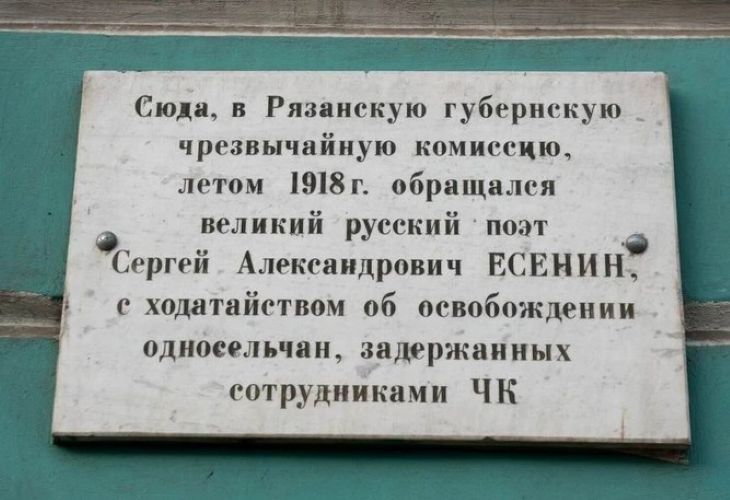 Сюда, в Рязанскую губернскую
чрезвычайную комиссию,
летом 1918 г. обращался
великий русский поэт
Сергей Александрович ЕСЕНИН,
с ходатайством об освобождении
односельчан, задержанных
сотрудниками ЧК